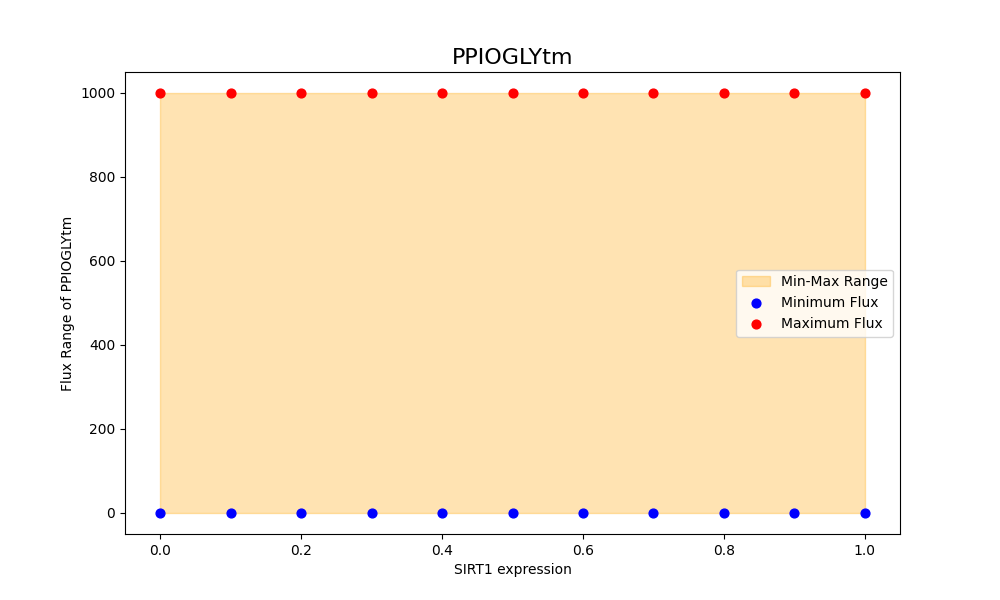 PPIOGLYtm
1000
800
600
400
200
0
Flux Range of PPIOGLYtm
Min-Max Range
Minimum Flux
Maximum Flux
0.0 0.2 0.4 0.6 0.8 1.0
SIRT1 expression